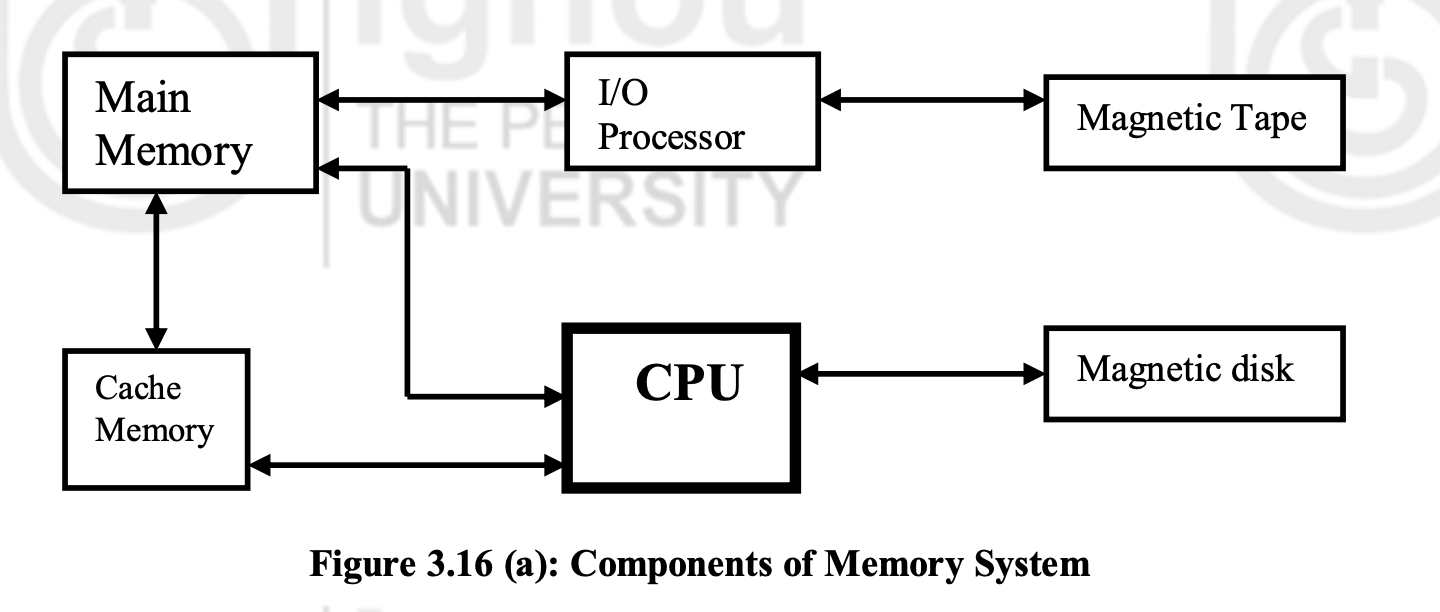 ignou
THE PE
UNIVERSITY
Main
Memory
I/O
Processor
Magnetic Tape
Cache
Memory
CPU
Magnetic disk
Figure 3.16 (a): Components of Memory System